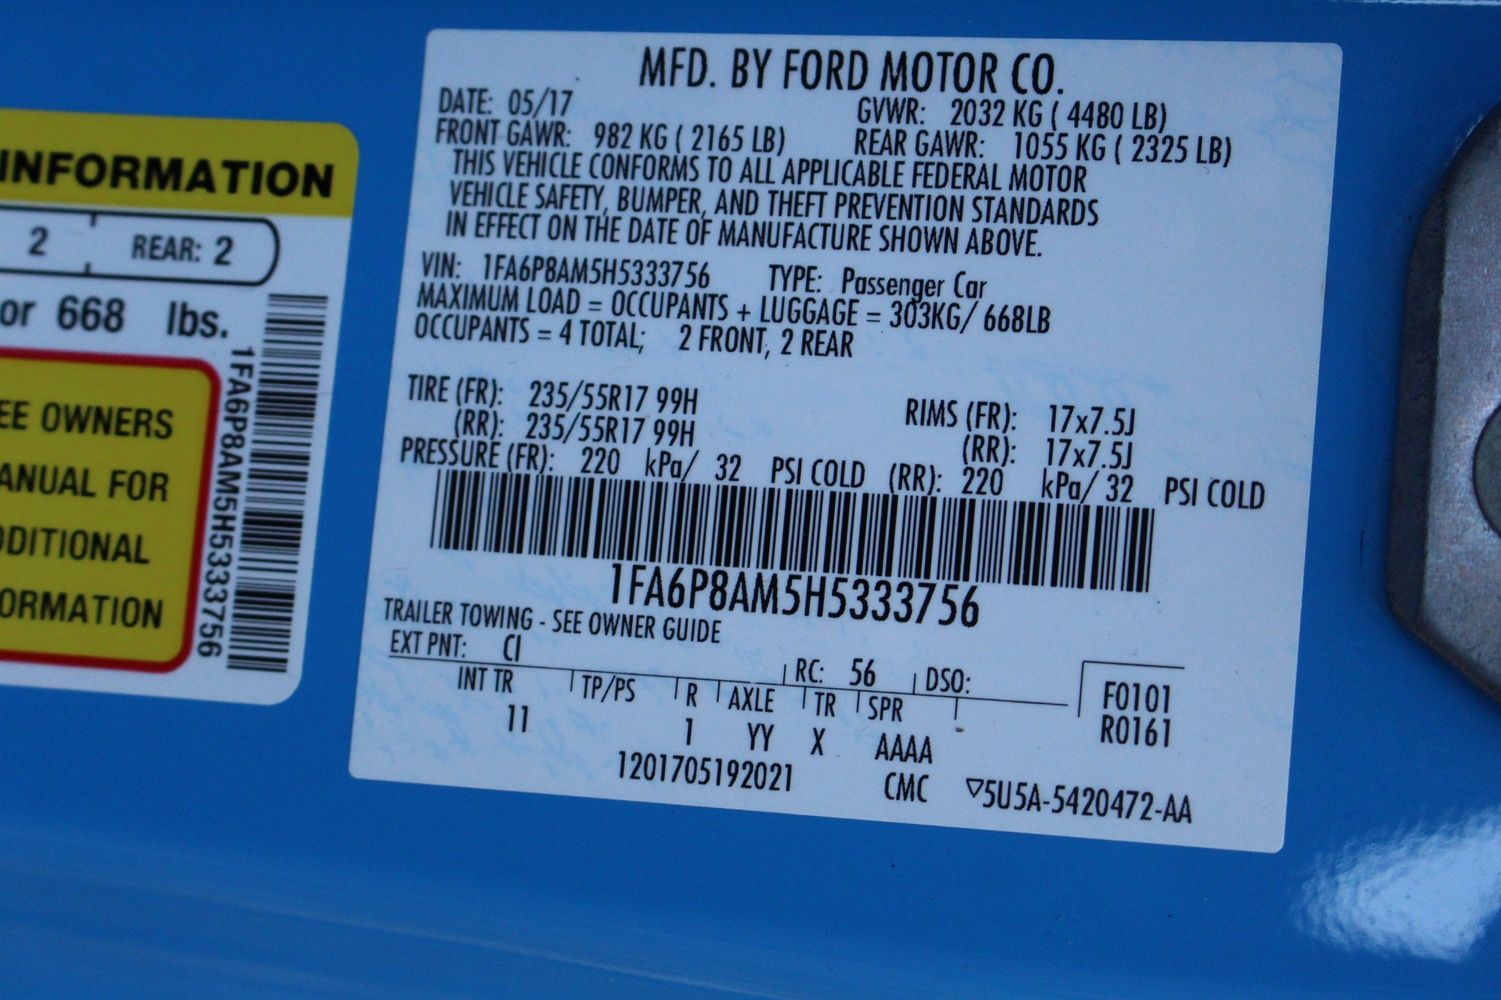 INFORMATION
2 REAR: 2
or 668 lbs.
EE OWNERS
ANUAL FOR
DDITIONAL
ORMATION
1FA6P8AM5H5333756
MFD. BY FORD MOTOR CO.
DATE: 05/17 GVWR: 2032 KG ( 4480 LB)
FRONT GAWR: 982 KG ( 2165 LB) REAR GAWR: 1055 KG ( 2325 LB)
THIS VEHICLE CONFORMS TO ALL APPLICABLE FEDERAL MOTOR
VEHICLE SAFETY, BUMPER, AND THEFT PREVENTION STANDARDS
IN EFFECT ON THE DATE OF MANUFACTURE SHOWN ABOVE.
VIN: 1FA6P8AM5H5333756 TYPE: Passenger Car
MAXIMUM LOAD = OCCUPANTS + LUGGAGE = 303KG/ 668LB
OCCUPANTS = 4 TOTAL; 2 FRONT, 2 REAR
TIRE (FR): 235/55R17 99H RIMS (FR): 17x7.5J
(RR): 235/55R17 99H (RR): 17x7.5J
PRESSURE (FR): 220 kPa/ 32 PSI COLD (RR): 220 kPa/ 32 PSI COLD
1FA6P8AM5H5333756
TRAILER TOWING - SEE OWNER GUIDE
EXT PNT: CI RC: 56 DSO:
INT TR TP/PS R AXLE TR SPR F0101
11 1 YY X AAAA R0161
1201705192021 CMC ▽5U5A-5420472-AA